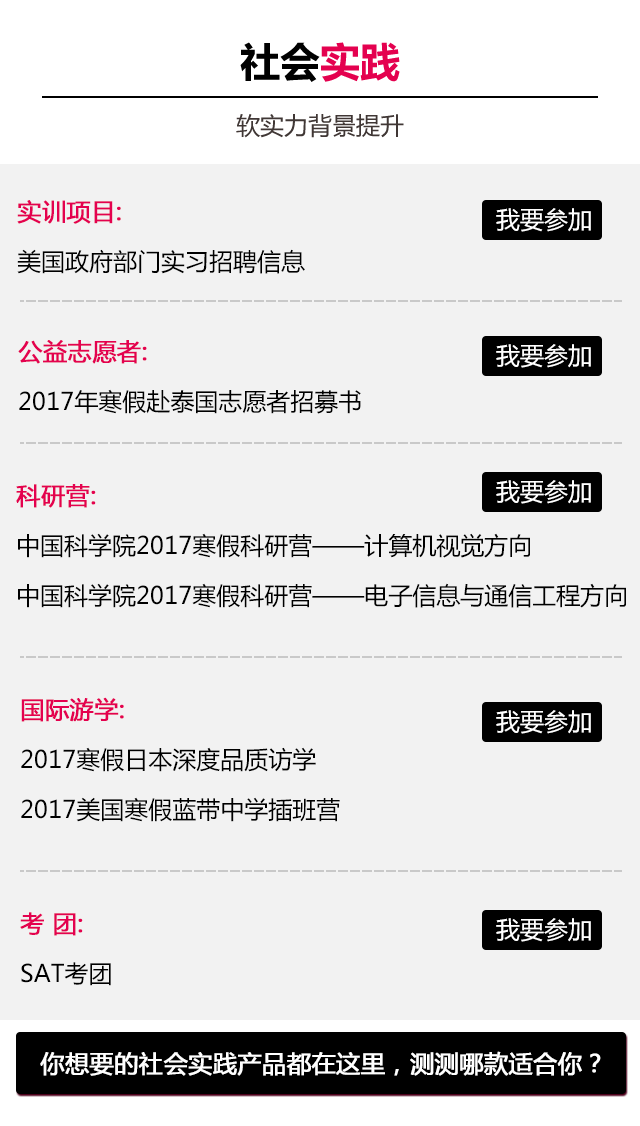 社会实践
软实力背景提升
实训项目:
我要参加
美国政府部门实习招聘信息
公益志愿者:
我要参加
2017年寒假赴泰国志愿者招募书
科研营:
我要参加
中国科学院2017寒假科研营——计算机视觉方向
中国科学院2017寒假科研营——电子信息与通信工程方向
国际游学:
我要参加
2017寒假日本深度品质访学
2017美国寒假蓝带中学插班营
考 团:
我要参加
SAT考团
你想要的社会实践产品都在这里，测测哪款适合你？